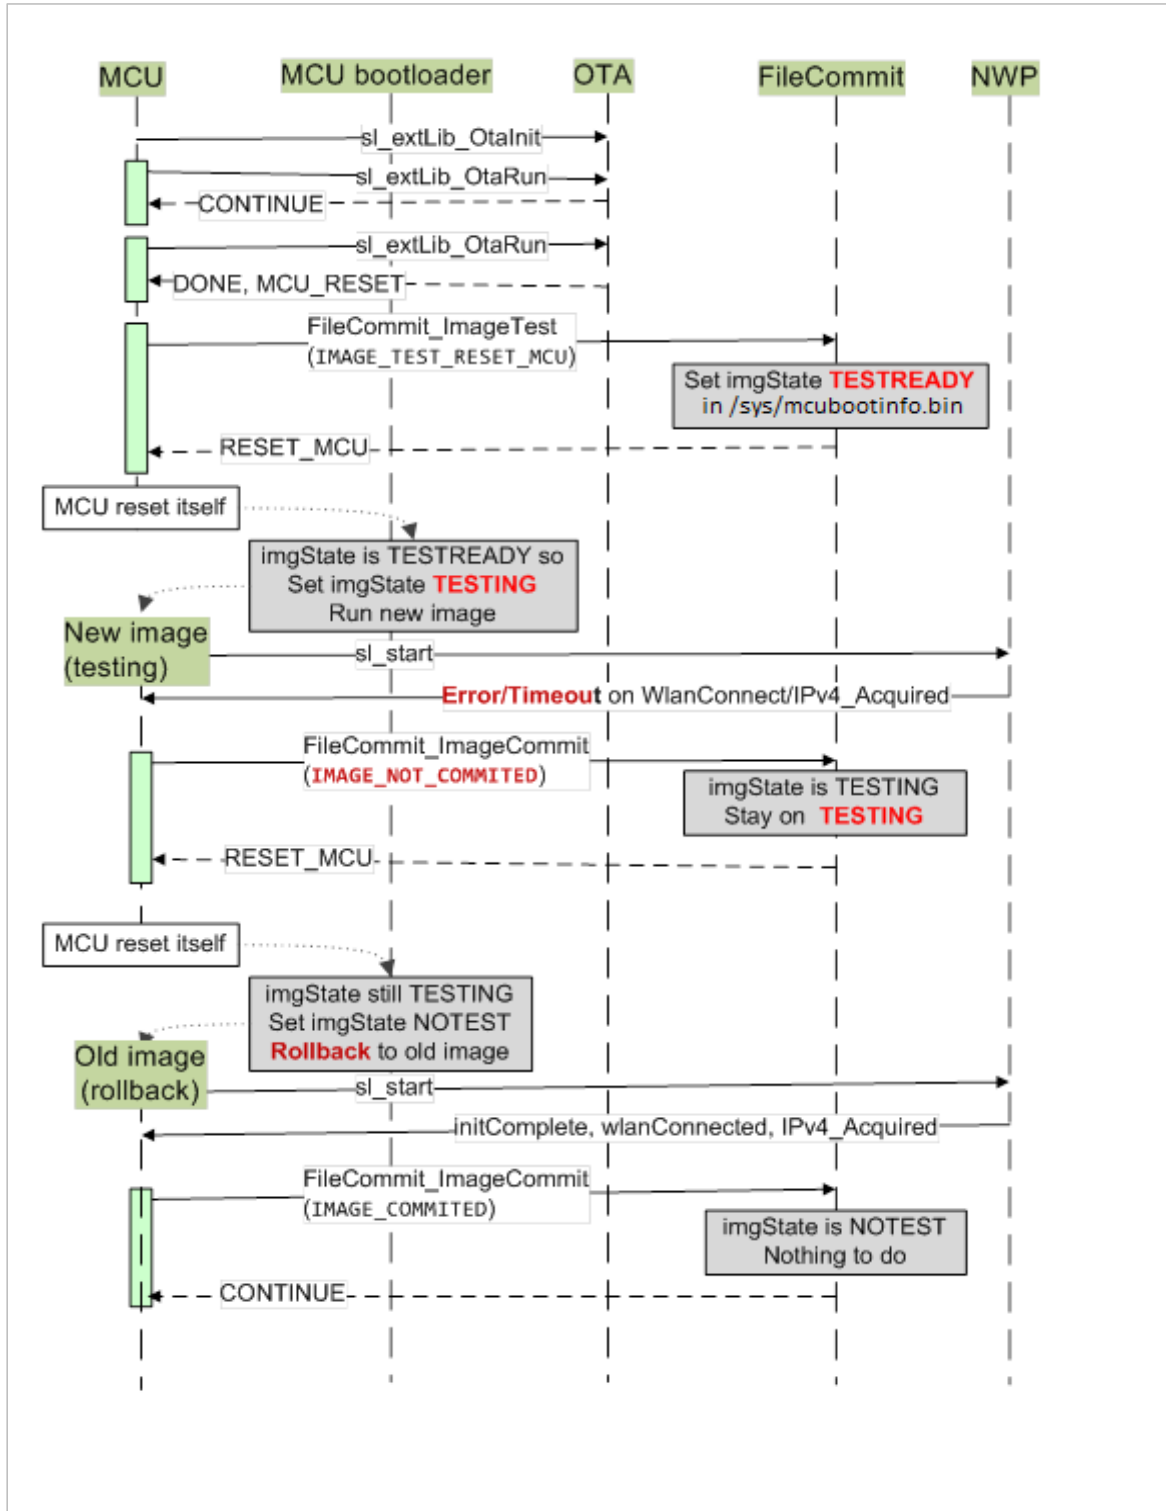 MCU
MCU bootloader
OTA
FileCommit
NWP
sl_extLib_OtaInit
sl_extLib_OtaRun
CONTINUE
sl_extLib_OtaRun
DONE, MCU_RESET
FileCommit_ImageTest
(IMAGE_TEST_RESET_MCU)
Set imgState TESTREADY
in /sys/mcubootinfo.bin
RESET_MCU
MCU reset itself
imgState is TESTREADY so
Set imgState TESTING
Run new image
New image
(testing)
sl_start
Error/Timeout on WlanConnect/IPv4_Acquired
FileCommit_ImageCommit
(IMAGE_NOT_COMMITED)
imgState is TESTING
Stay on TESTING
RESET_MCU
MCU reset itself
imgState still TESTING
Set imgState NOTEST
Rollback to old image
Old image
(rollback)
sl_start
initComplete, wlanConnected, IPv4_Acquired
FileCommit_ImageCommit
(IMAGE_COMMITED)
imgState is NOTEST
Nothing to do
CONTINUE